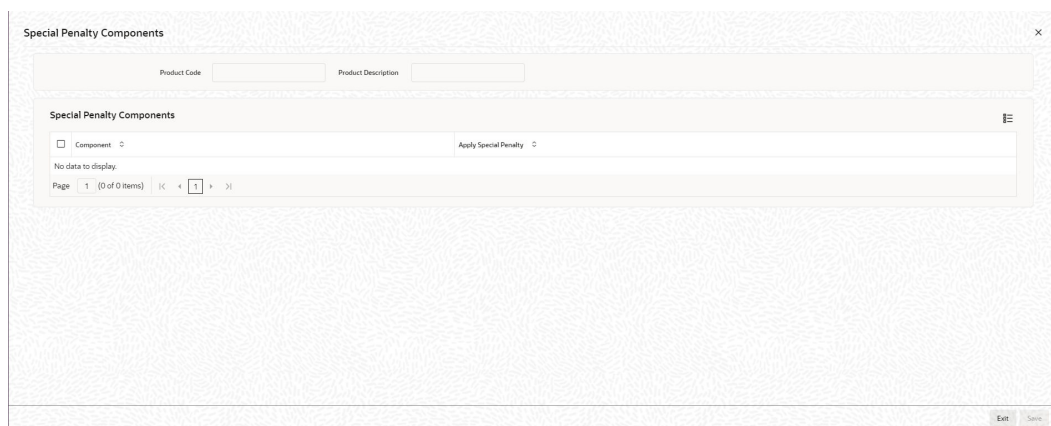 Special Penalty Components
Product Code
Product Description
Special Penalty Components
Component
Apply Special Penalty
No data to display.
Page 1 (0 of 0 items) 1
Exit Save